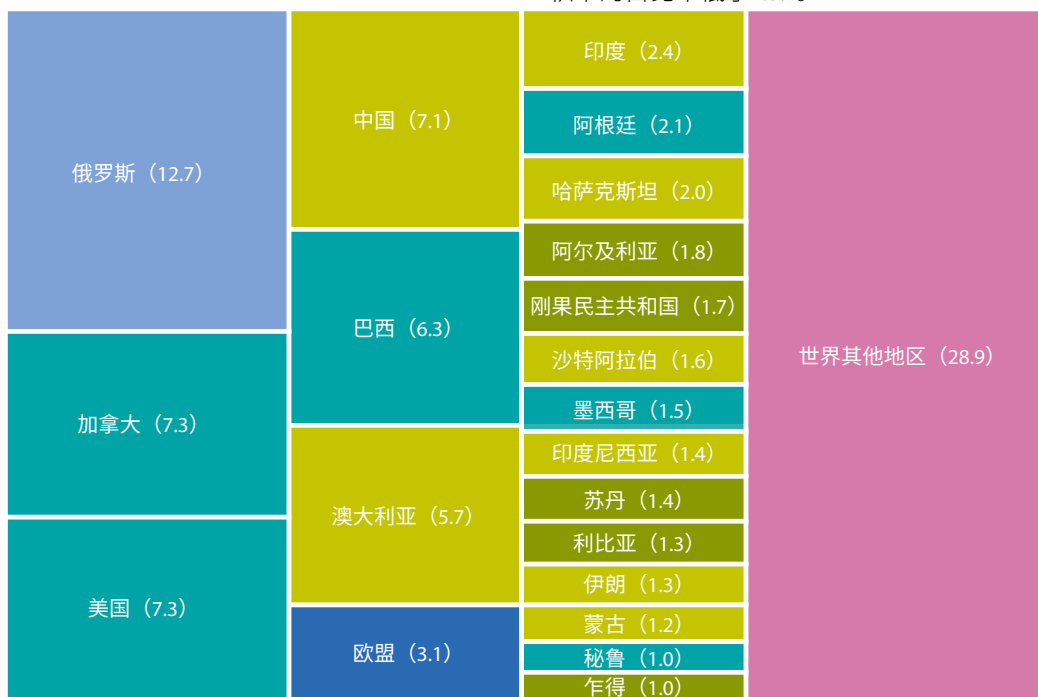 俄罗斯（12.7）
加拿大（7.3）
美国（7.3）
中国（7.1）
巴西（6.3）
澳大利亚（5.7）
欧盟（3.1）
印度（2.4）
阿根廷（2.1）
哈萨克斯坦（2.0）
阿尔及利亚（1.8）
刚果民主共和国（1.7）
沙特阿拉伯（1.6）
墨西哥（1.5）
印度尼西亚（1.4）
苏丹（1.4）
利比亚（1.3）
伊朗（1.3）
蒙古（1.2）
秘鲁（1.0）
乍得（1.0）
世界其他地区（28.9）